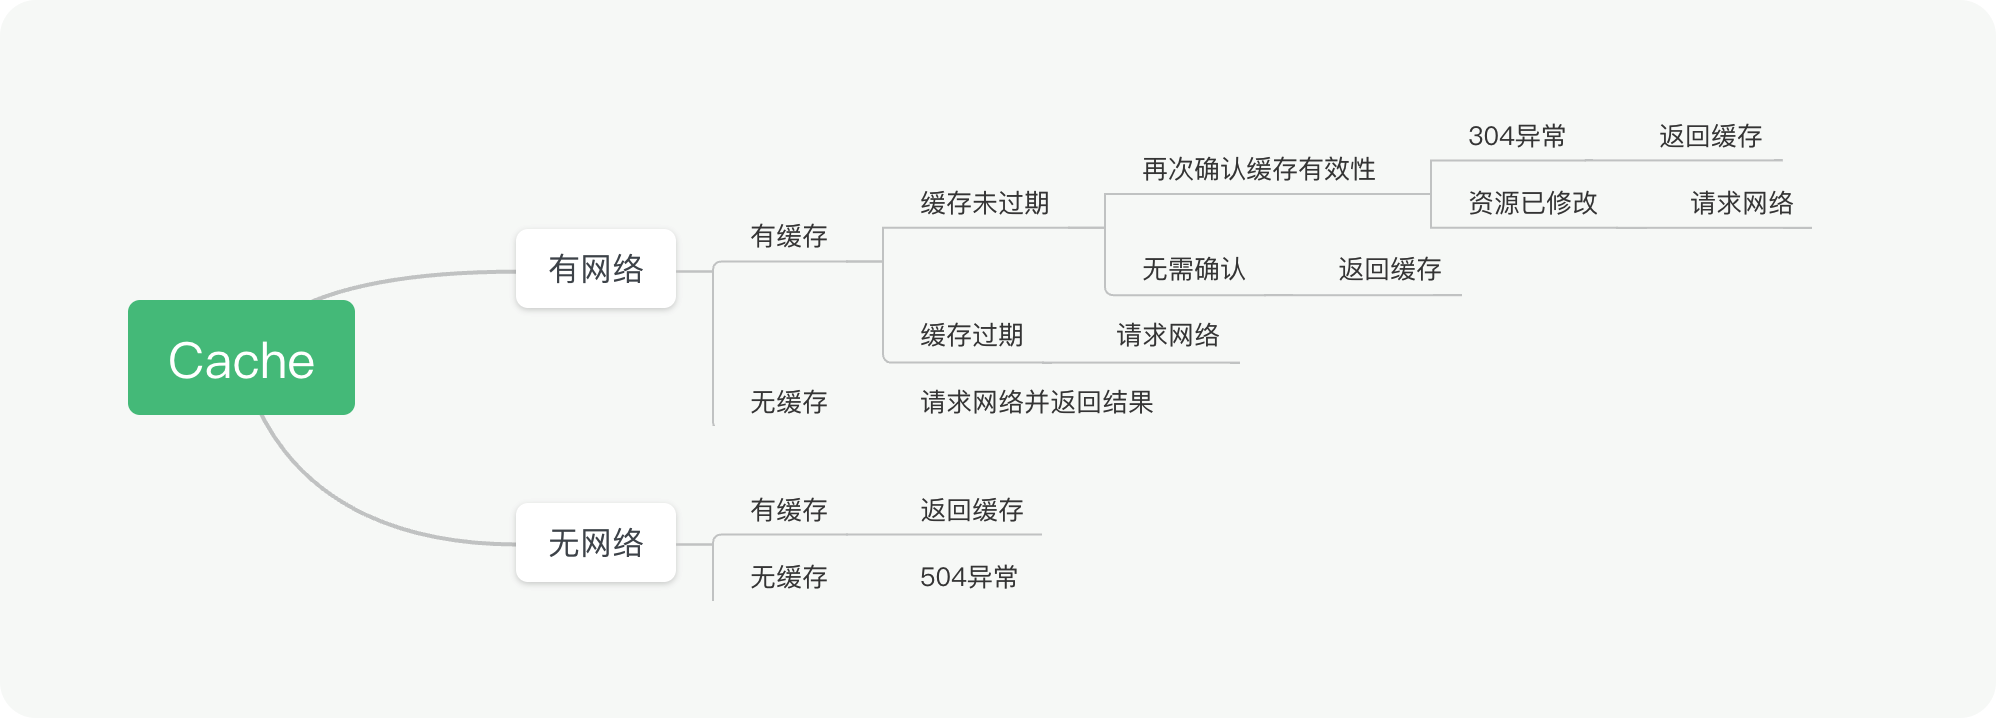 Cache
有网络
有缓存
缓存未过期
再次确认缓存有效性
304异常
返回缓存
资源已修改
请求网络
无需确认
返回缓存
缓存过期
请求网络
无缓存
请求网络并返回结果
无网络
有缓存
返回缓存
无缓存
504异常